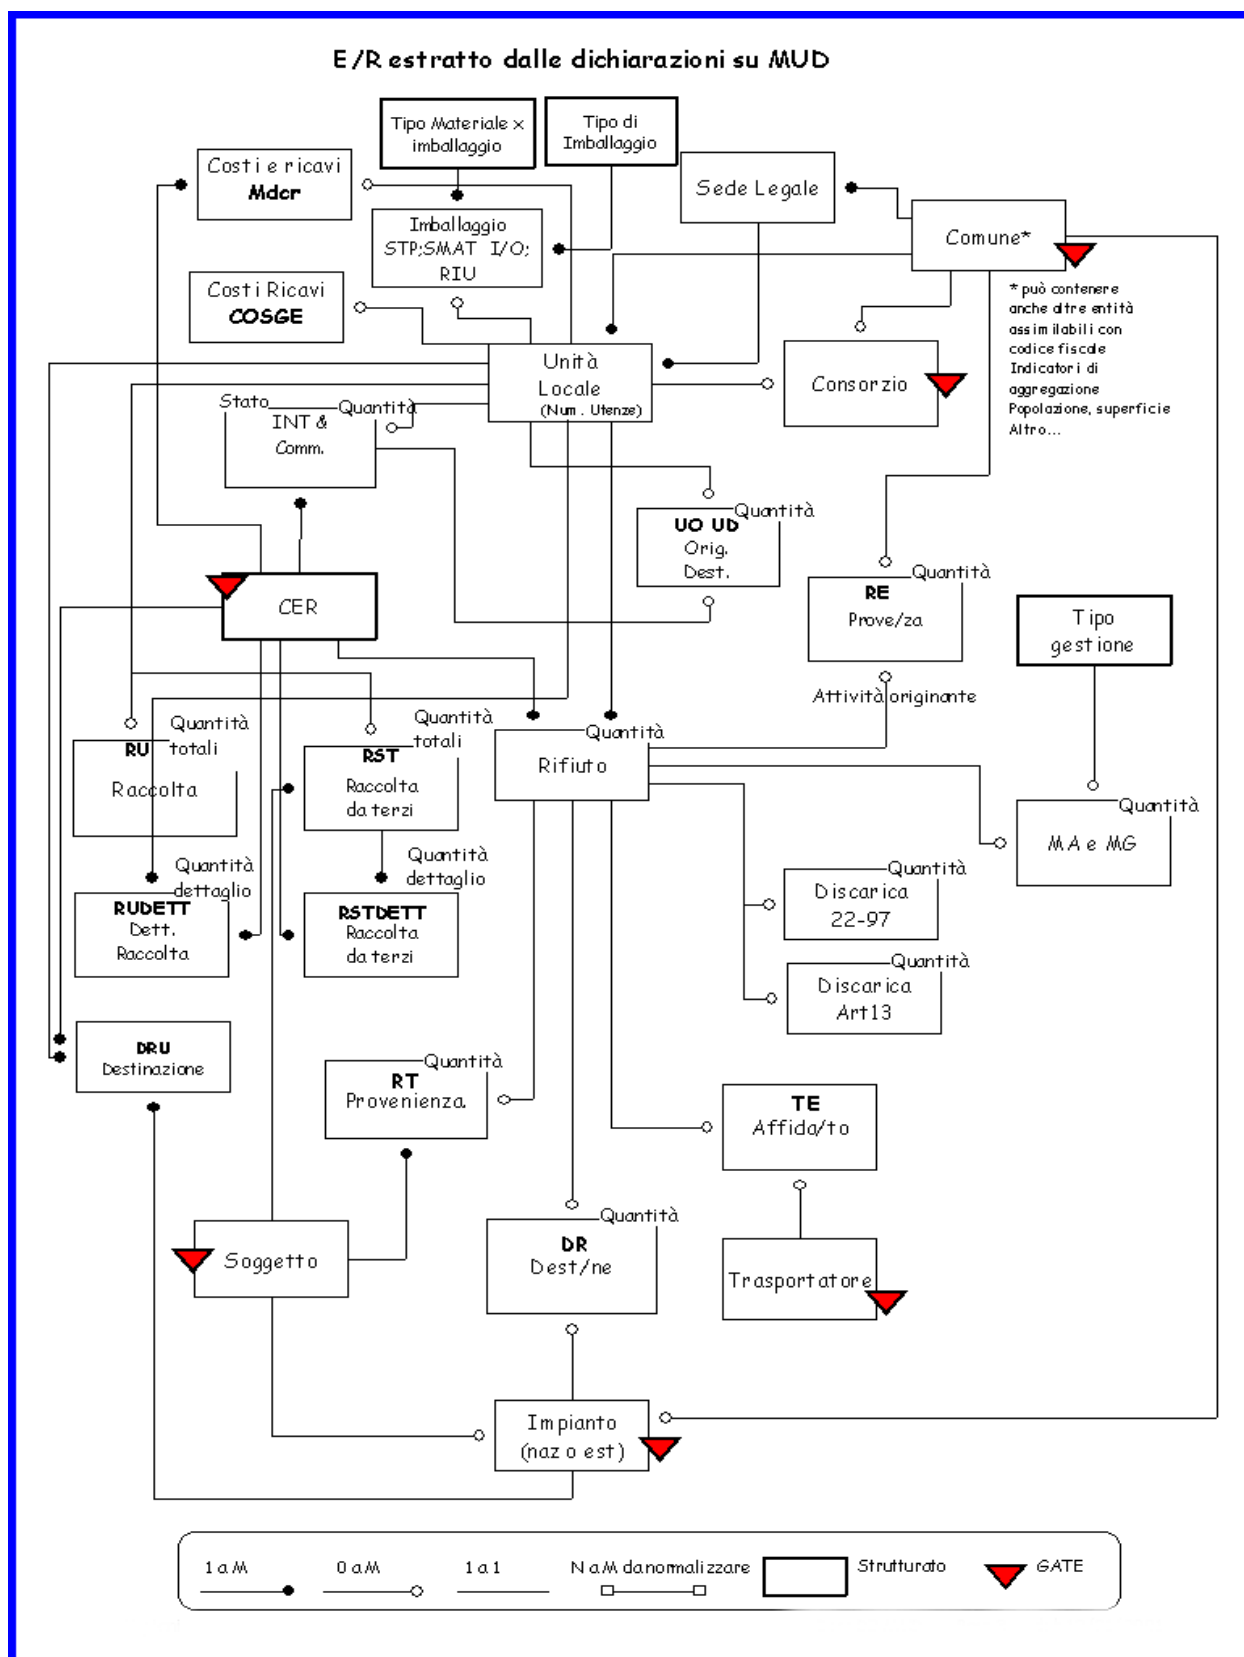 E/R estratto dalle dichiarazioni su MUD
Tipo Materiale x
imballaggio
Tipo di
Imballaggio
Costi e ricavi
Mdcr
Sede Legale
Imballaggio
STP;SMAT I/O;
RIU
Comune*
Costi Ricavi
COSGE
* può contenere
anche altre entità
assimilabili con
codice fiscale
Indicatori di
aggregazione
Popolazione, superficie
Altro...
Unità
Locale
(Num. Utenze)
Consorzio
Stato
Quantità
INT &
Comm.
Quantità
UO UD
Orig.
Dest.
Quantità
RE
Prove/za
CER
Tipo
gestione
Attività originante
Quantità
totali
RU
Raccolta
Quantità
totali
RST
Raccolta
da terzi
Quantità
Rifiuto
Quantità
MA e MG
Quantità
dettaglio
RUDETT
Dett.
Raccolta
Quantità
dettaglio
RSTDETT
Raccolta
da terzi
Quantità
Discarica
22-97
Quantità
Discarica
Art13
DRU
Destinazione
Quantità
RT
Provenienza
TE
Affida/to
Quantità
DR
Dest/ne
Soggetto
Trasportatore
Impianto
(naz o est)
1 a M
0 a M
1 a 1
N a M da normalizzare
Strutturato
GATE